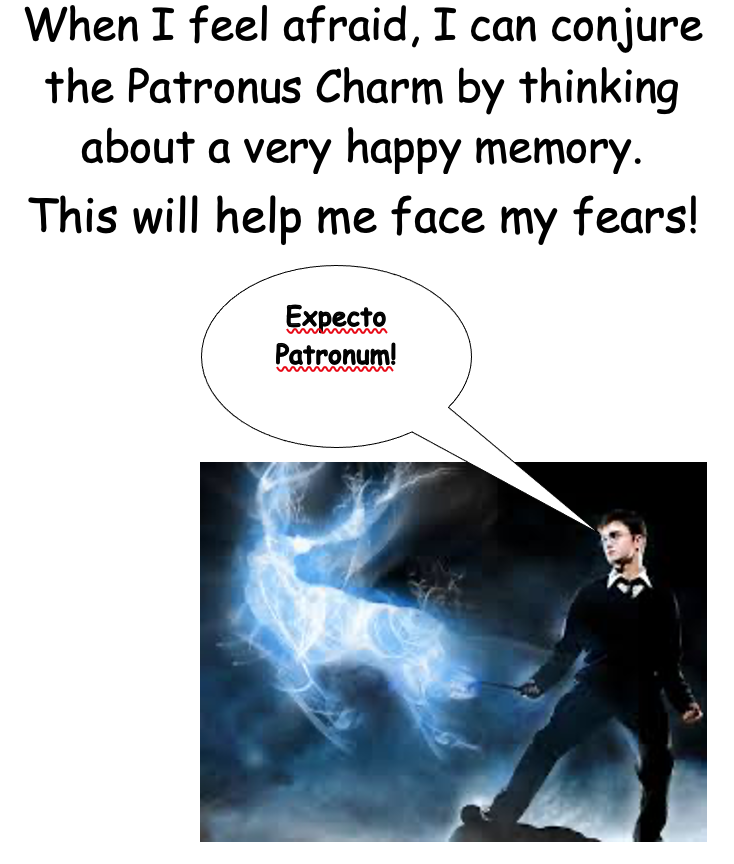 When I feel afraid, I can conjure
the Patronus Charm by thinking
about a very happy memory.
This will help me face my fears!
Expecto
Patronum!